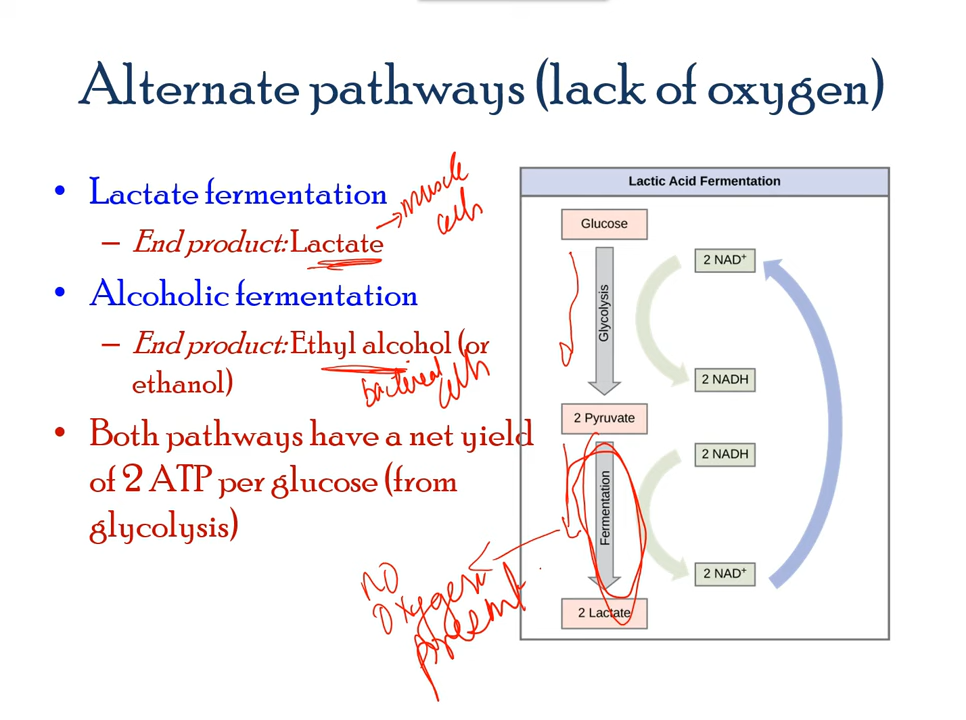 Alternate pathways (lack of oxygen)
• Lactate fermentation
– End product: Lactate
muscle
cells
• Alcoholic fermentation
– End product: Ethyl alcohol (or
ethanol)
bacterial
cells
• Both pathways have a net yield
of 2 ATP per glucose (from
glycolysis)
NO
Oxygen
present
Lactic Acid Fermentation
Glucose
2 NAD⁺
Glycolysis
2 NADH
2 Pyruvate
2 NADH
Fermentation
2 NAD⁺
2 Lactate